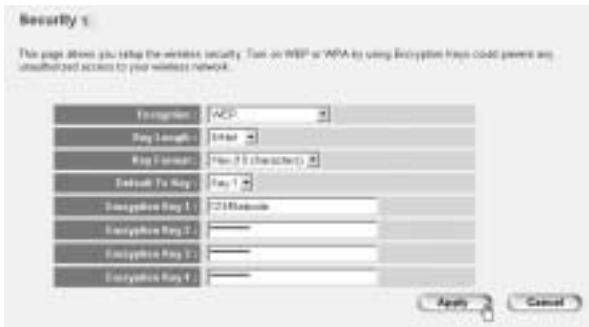 Security
This page allows you setup the wireless security. Turn on WEP or WPA by using Encryption Keys could prevent any
unauthorized access to your wireless network.
Encryption : WEP
Key Length : 64-bit
Key Format : Hex (10 characters)
Default Tx Key : Key 1
Encryption Key 1 :
Encryption Key 2 : **********
Encryption Key 3 : **********
Encryption Key 4 : **********
Apply Cancel